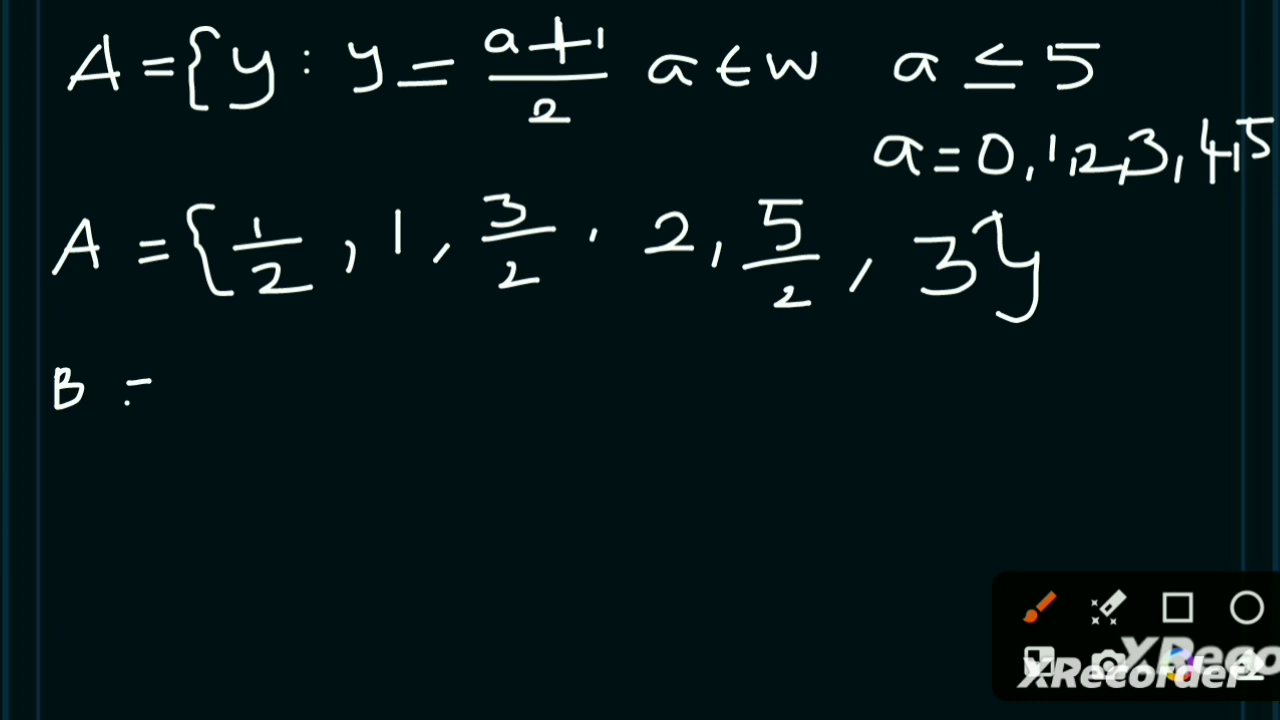 A = { y : y = a+1/2 a ∈ w a ≤ 5
a = 0, 1, 2, 3, 4, 5
A = { 1/2, 1, 3/2, 2, 5/2, 3 }
B =
XRecorder
XReco